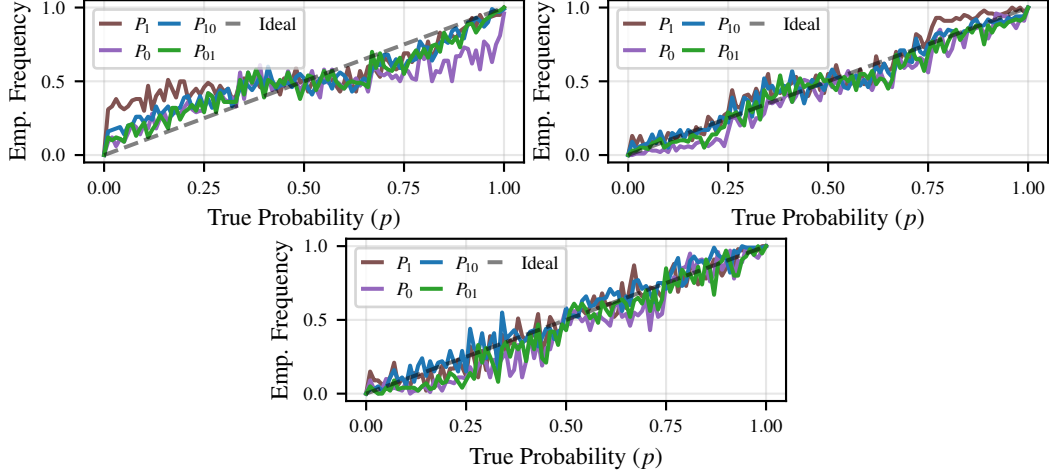 Emp. Frequency
1.0
0.5
0.0
P₁ P₁₀ Ideal
P₀ P₀₁
0.00 0.25 0.50 0.75 1.00
True Probability (p)
Emp. Frequency
1.0
0.5
0.0
P₁ P₁₀ Ideal
P₀ P₀₁
0.00 0.25 0.50 0.75 1.00
True Probability (p)
Emp. Frequency
1.0
0.5
0.0
P₁ P₁₀ Ideal
P₀ P₀₁
0.00 0.25 0.50 0.75 1.00
True Probability (p)